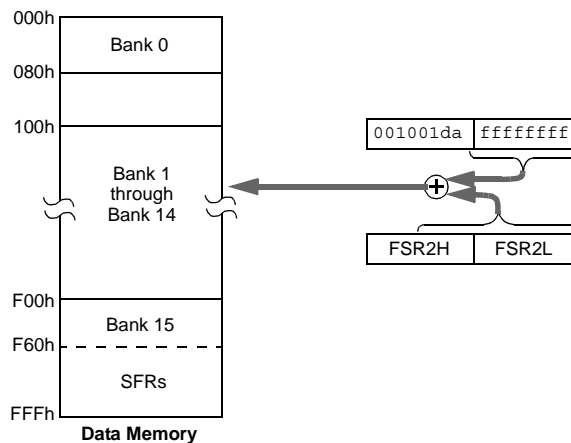 000h
Bank 0
080h
100h
001001da ffffffff
Bank 1
through
Bank 14
FSR2H FSR2L
F00h
Bank 15
F60h
SFRs
FFFh
Data Memory